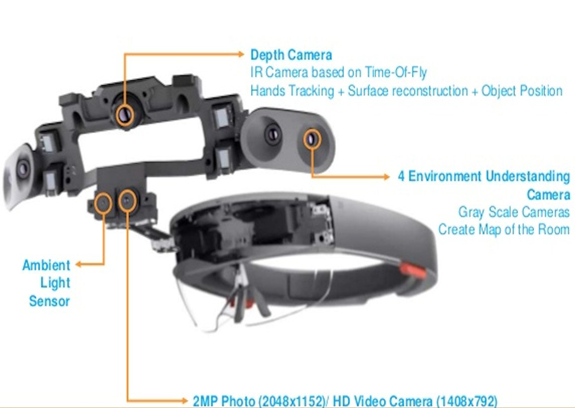 Depth Camera
IR Camera based on Time-Of-Fly
Hands Tracking + Surface reconstruction + Object Position
4 Environment Understanding
Camera
Gray Scale Cameras
Create Map of the Room
Ambient
Light
Sensor
2MP Photo (2048x1152)/ HD Video Camera (1408x792)